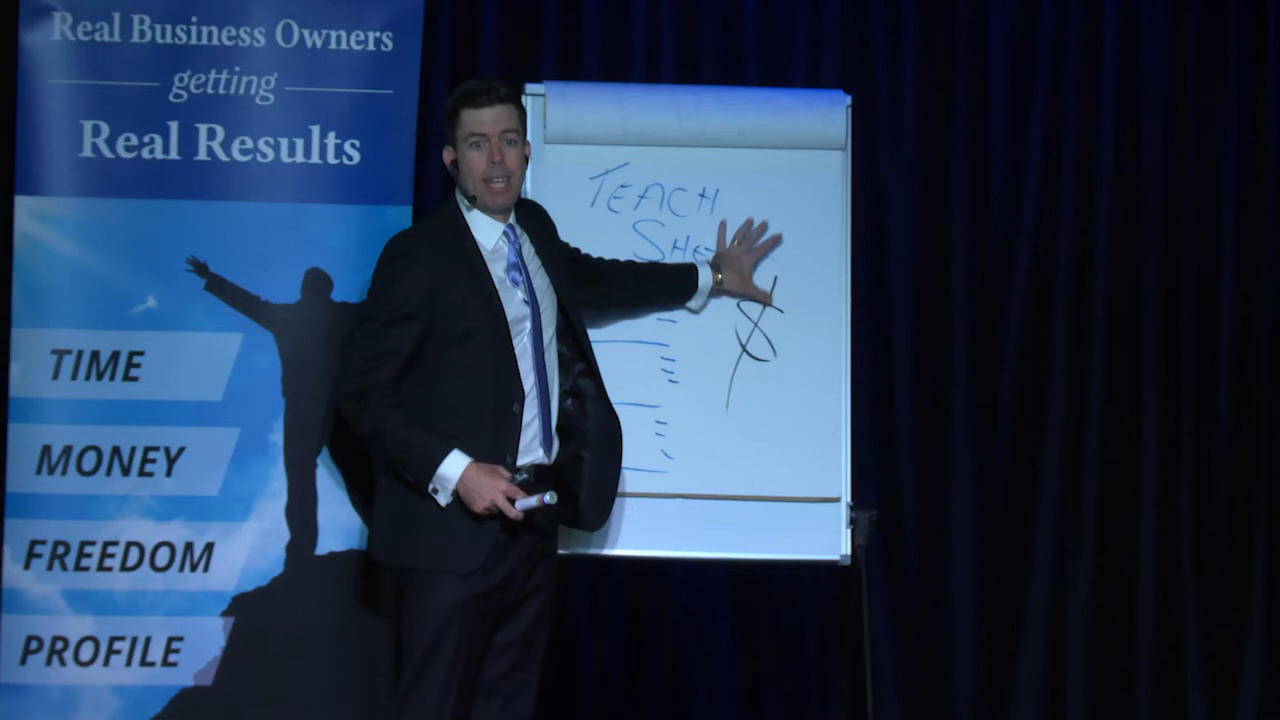 Real Business Owners
getting
Real Results
TIME
MONEY
FREEDOM
PROFILE
TEACH
$